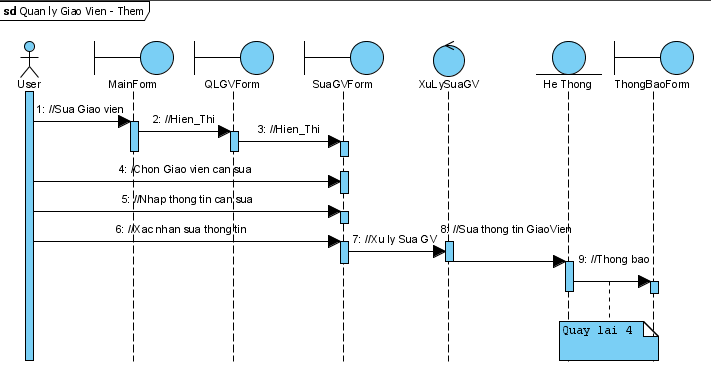 sd Quan ly Giao Vien - Them
User
MainForm
QLGVForm
SuaGVForm
XuLySuaGV
He Thong
ThongBaoForm
1: //Sua Giao vien
2: //Hien_Thi
3: //Hien_Thi
4: /Chon Giao vien can sua
5: //Nhap thong tin can sua
6: //Xac nhan sua thong tin
7: //Xu ly Sua GV
8: //Sua thong tin GiaoVien
9: //Thong bao
Quay lai 4